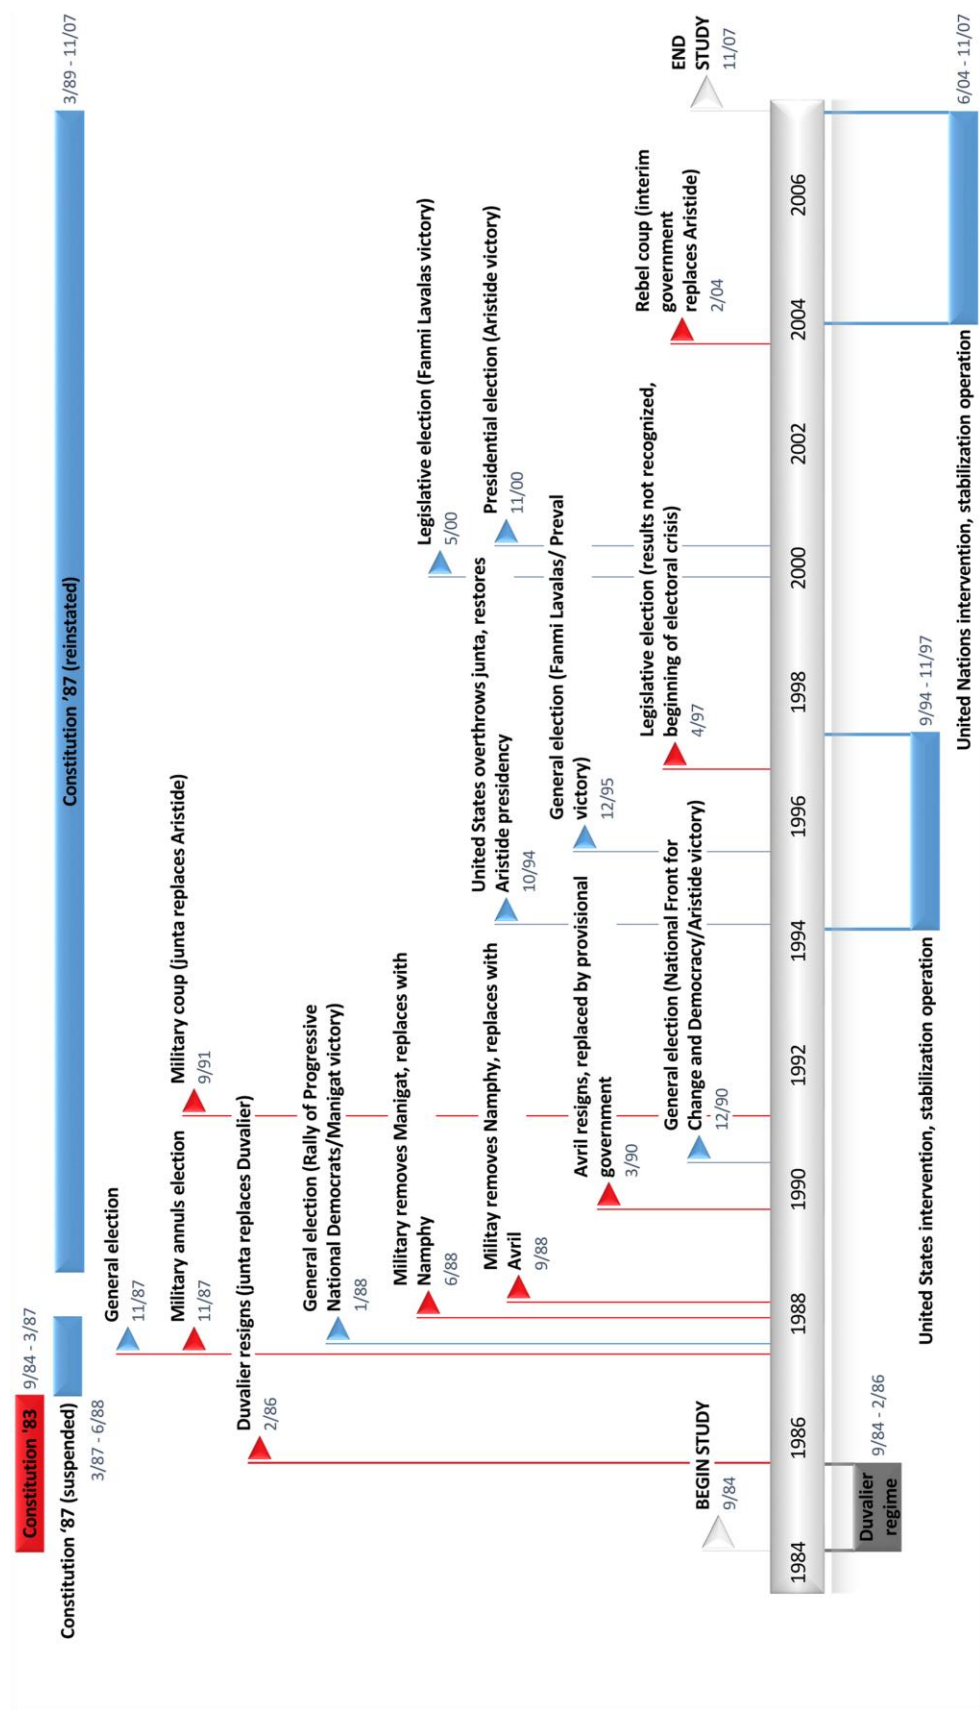 Constitution '83
9/84 - 3/87
Constitution '87 (suspended)
3/87 - 6/88
Constitution '87 (reinstated)
3/89 - 11/07
General election
11/87
Military annuls election
11/87
Military coup (junta replaces Aristide)
9/91
Duvalier resigns (junta replaces Duvalier)
2/86
General election (Rally of Progressive
National Democrats/Manigat victory)
1/88
Military removes Manigat, replaces with
Namphy
6/88
Legislative election (Fanmi Lavalas victory)
5/00
Militay removes Namphy, replaces with
Avril
9/88
United States overthrows junta, restores
Aristide presidency
10/94
Presidential election (Aristide victory)
11/00
Avril resigns, replaced by provisional
government
3/90
General election (Fanmi Lavalas/ Preval
victory)
12/95
BEGIN STUDY
9/84
General election (National Front for
Change and Democracy/Aristide victory)
12/90
Legislative election (results not recognized,
beginning of electoral crisis)
4/97
Rebel coup (interim
government
replaces Aristide)
2/04
END
STUDY
11/07
1984 1986 1988 1990 1992 1994 1996 1998 2000 2002 2004 2006
Duvalier
regime
9/84 - 2/86
United States intervention, stabilization operation
9/94 - 11/97
United Nations intervention, stabilization operation
6/04 - 11/07